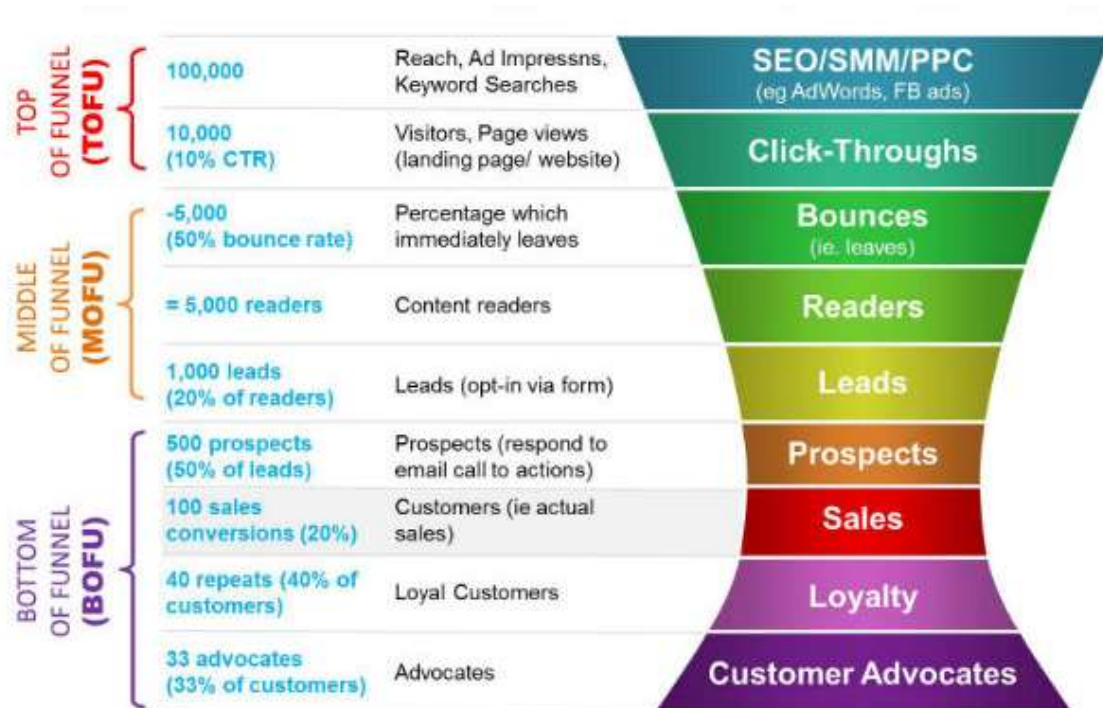 TOP
OF FUNNEL
(TOFU)
100,000
Reach, Ad Impressns,
Keyword Searches
SEO/SMM/PPC
(eg AdWords, FB ads)
10,000
(10% CTR)
Visitors, Page views
(landing page/ website)
Click-Throughs
MIDDLE
OF FUNNEL
(MOFU)
-5,000
(50% bounce rate)
Percentage which
immediately leaves
Bounces
(ie. leaves)
= 5,000 readers
Content readers
Readers
1,000 leads
(20% of readers)
Leads (opt-in via form)
Leads
BOTTOM
OF FUNNEL
(BOFU)
500 prospects
(50% of leads)
Prospects (respond to
email call to actions)
Prospects
100 sales
conversions (20%)
Customers (ie actual
sales)
Sales
40 repeats (40% of
customers)
Loyal Customers
Loyalty
33 advocates
(33% of customers)
Advocates
Customer Advocates